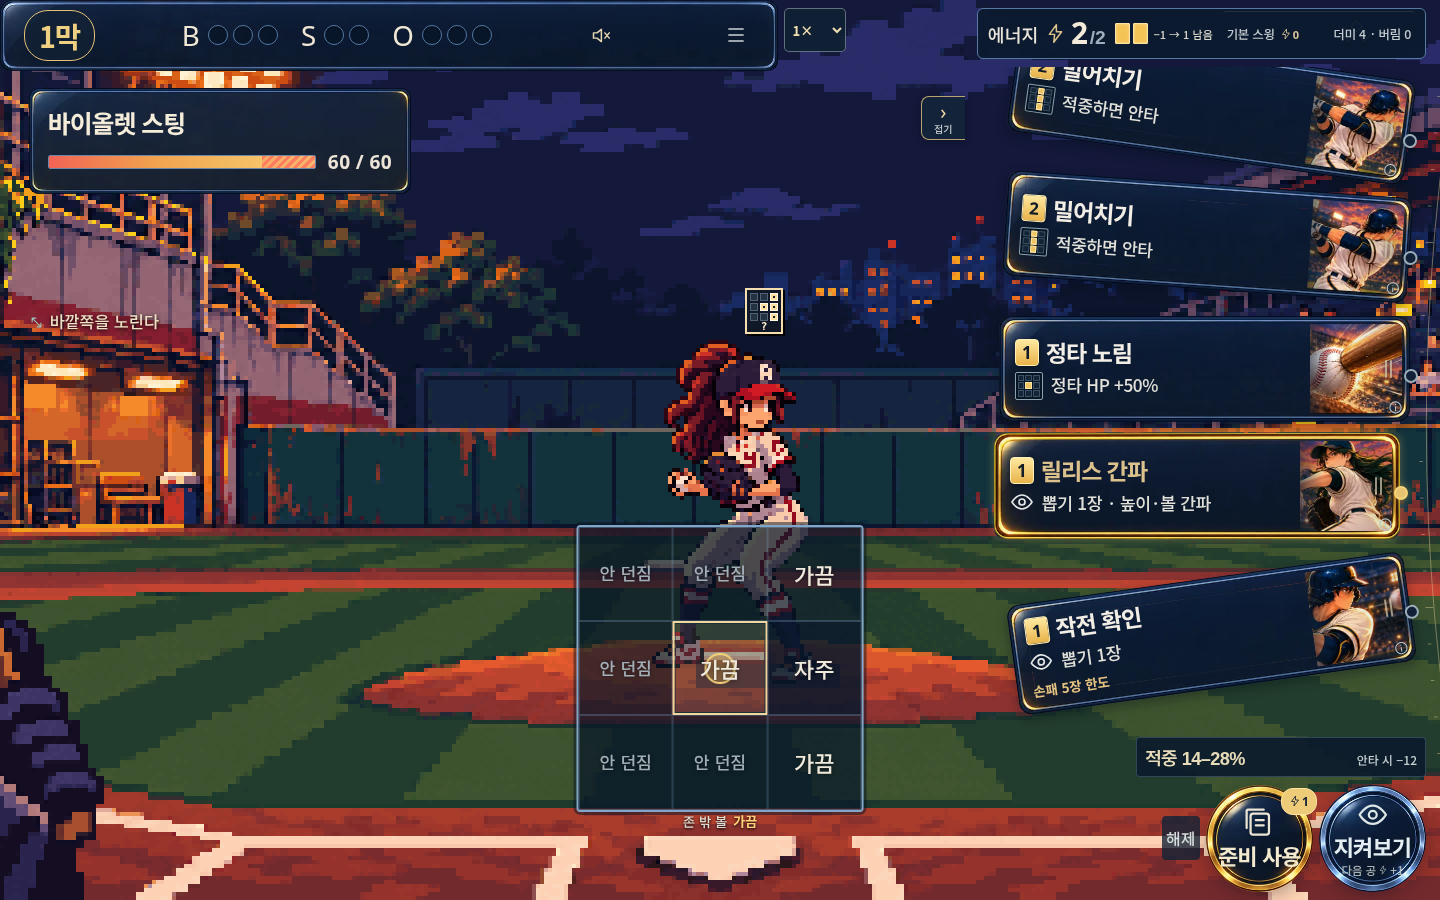 1막
B S O
1×
에너지 2/2 −1 → 1 남음 기본 스윙 0 더미 4 · 버림 0
바이올렛 스팅
60 / 60
› 접기
2 밀어치기
적중하면 안타
2 밀어치기
적중하면 안타
1 정타 노림
정타 HP +50%
1 릴리스 간파
뽑기 1장 · 높이·볼 간파
1 작전 확인
뽑기 1장
손패 5장 한도
바깥쪽을 노린다
?
A
안 던짐 안 던짐 가끔
안 던짐 가끔 자주
안 던짐 안 던짐 가끔
존 밖 볼 가끔
적중 14–28% 안타 시 −12
해제
1
준비 사용
지켜보기
다음 공 +1